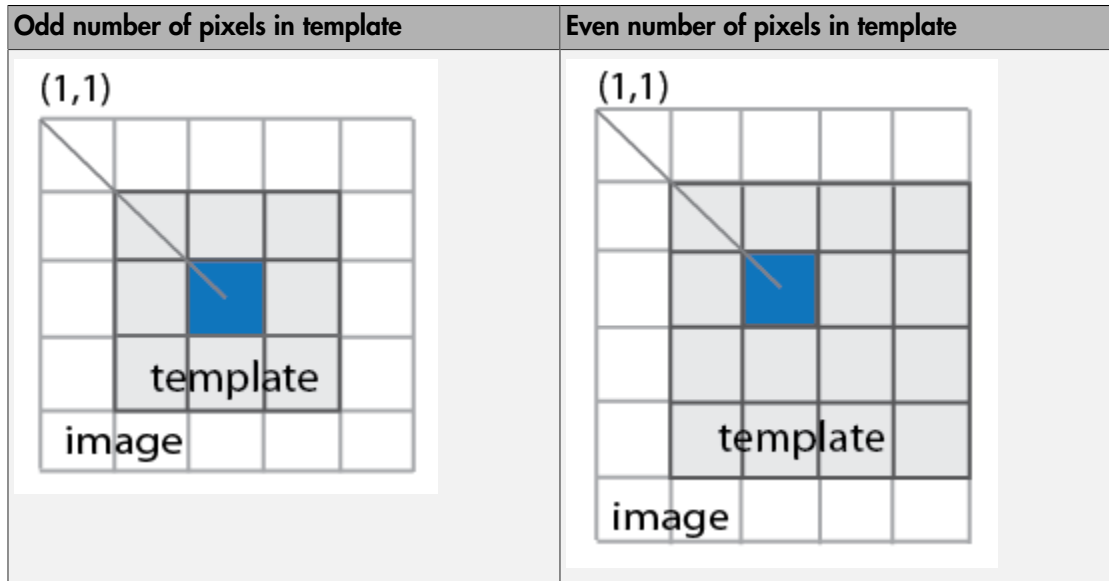 Odd number of pixels in template
(1,1)
template
image
Even number of pixels in template
(1,1)
template
image